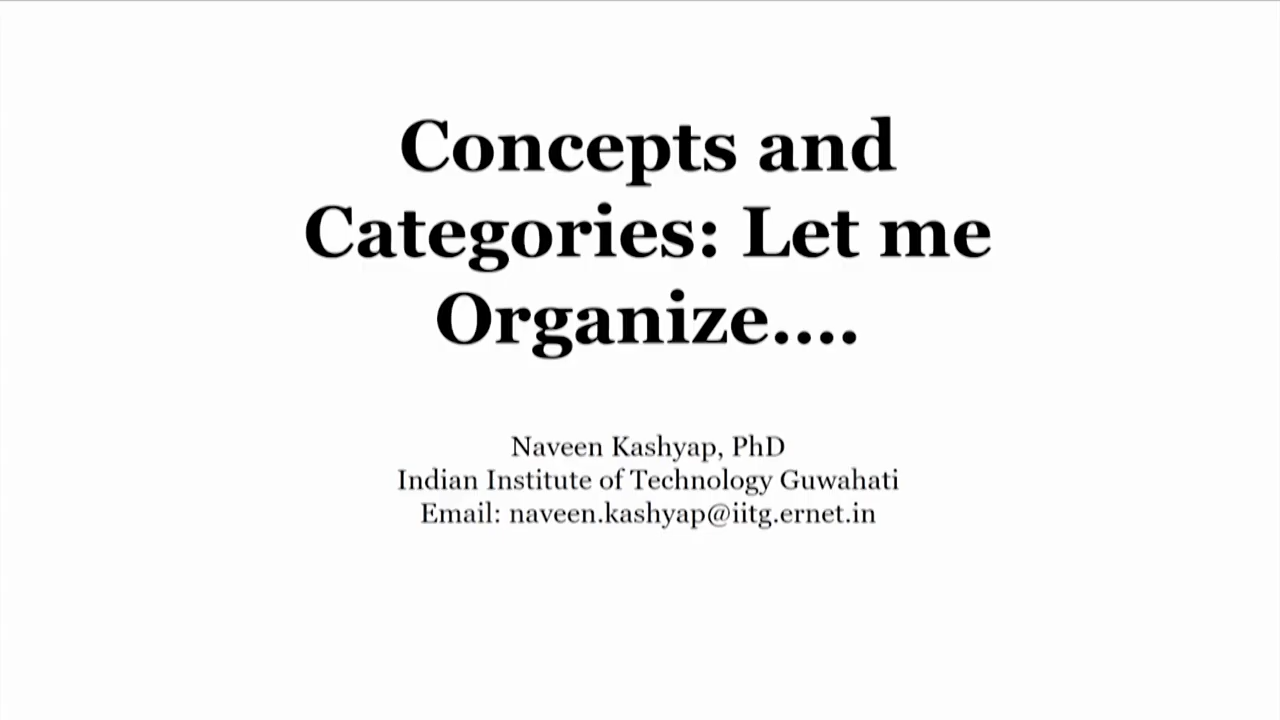 Concepts and
Categories: Let me
Organize....
Naveen Kashyap, PhD
Indian Institute of Technology Guwahati
Email: naveen.kashyap@iitg.ernet.in